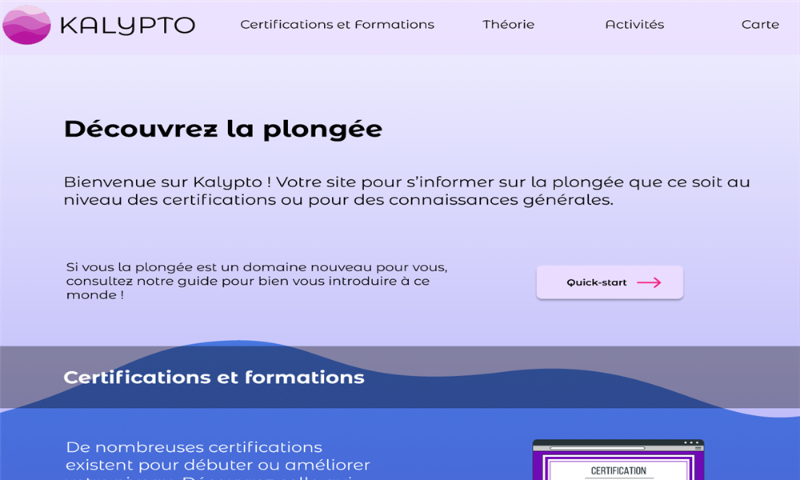 KALYPTO
Certifications et Formations
Théorie
Activités
Carte
Découvrez la plongée
Bienvenue sur Kalypto ! Votre site pour s'informer sur la plongée que ce soit au
niveau des certifications ou pour des connaissances générales.
Si vous la plongée est un domaine nouveau pour vous,
consultez notre guide pour bien vous introduire à ce
monde !
Quick-start
Certifications et formations
De nombreuses certifications
existent pour débuter ou améliorer
CERTIFICATION